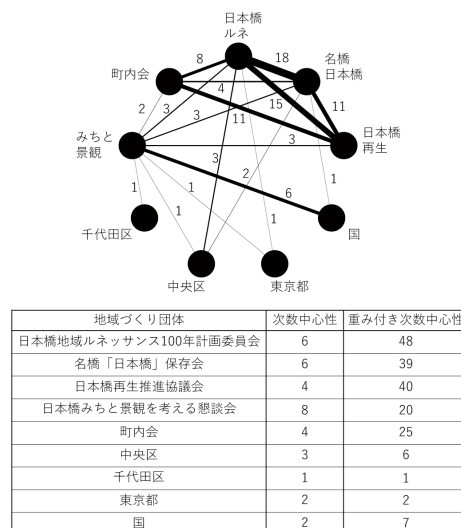 日本橋
ルネ
名橋
日本橋
町内会
日本橋
再生
みちと
景観
国
千代田区
中央区
東京都
8
18
4
15
11
2
3
3
11
3
3
2
6
1
1
1
1
1
地域づくり団体 次数中心性 重み付き次数中心性
日本橋地域ルネッサンス100年計画委員会 6 48
名橋「日本橋」保存会 6 39
日本橋再生推進協議会 4 40
日本橋みちと景観を考える懇談会 8 20
町内会 4 25
中央区 3 6
千代田区 1 1
東京都 2 2
国 2 7